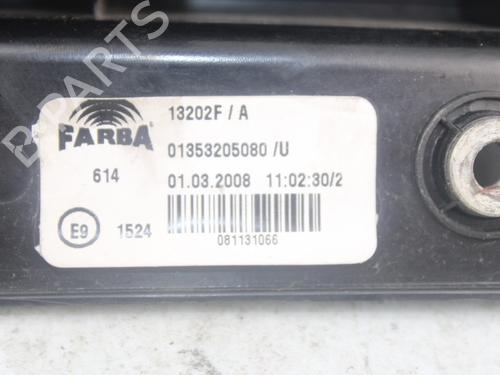 B-PARTS
FARBA
13202F / A
01353205080 /U
614
01.03.2008 11:02:30/2
E9 1524
081131066